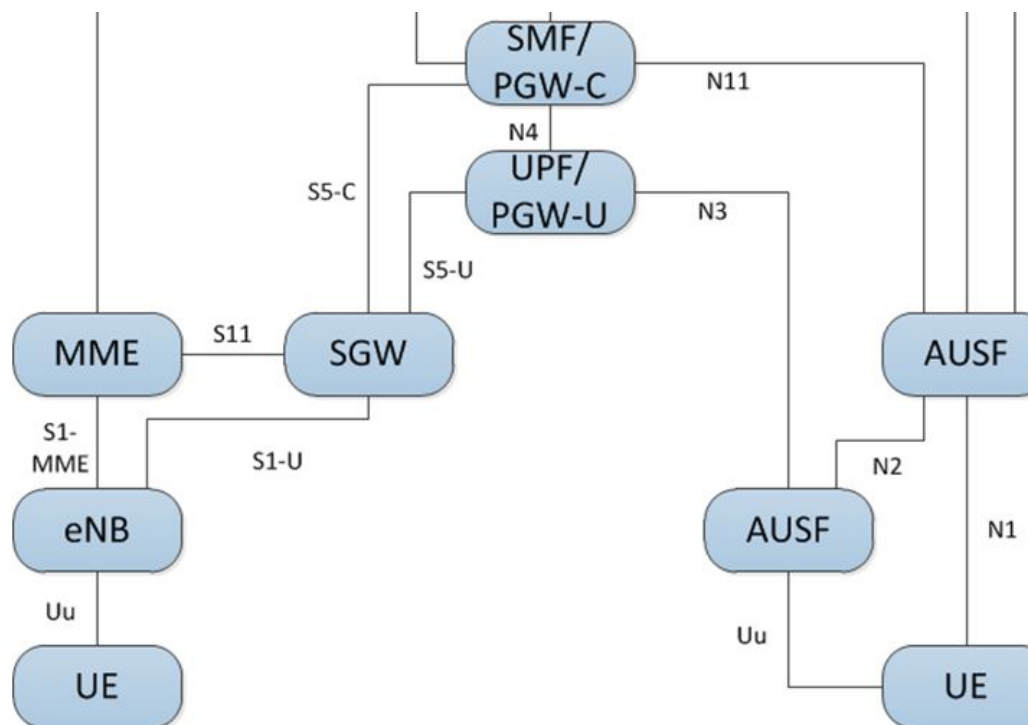 SMF/
PGW-C
N11
N4
UPF/
PGW-U
S5-C
N3
S5-U
MME
S11
SGW
AUSF
S1-
MME
S1-U
N2
eNB
AUSF
N1
Uu
Uu
UE
UE